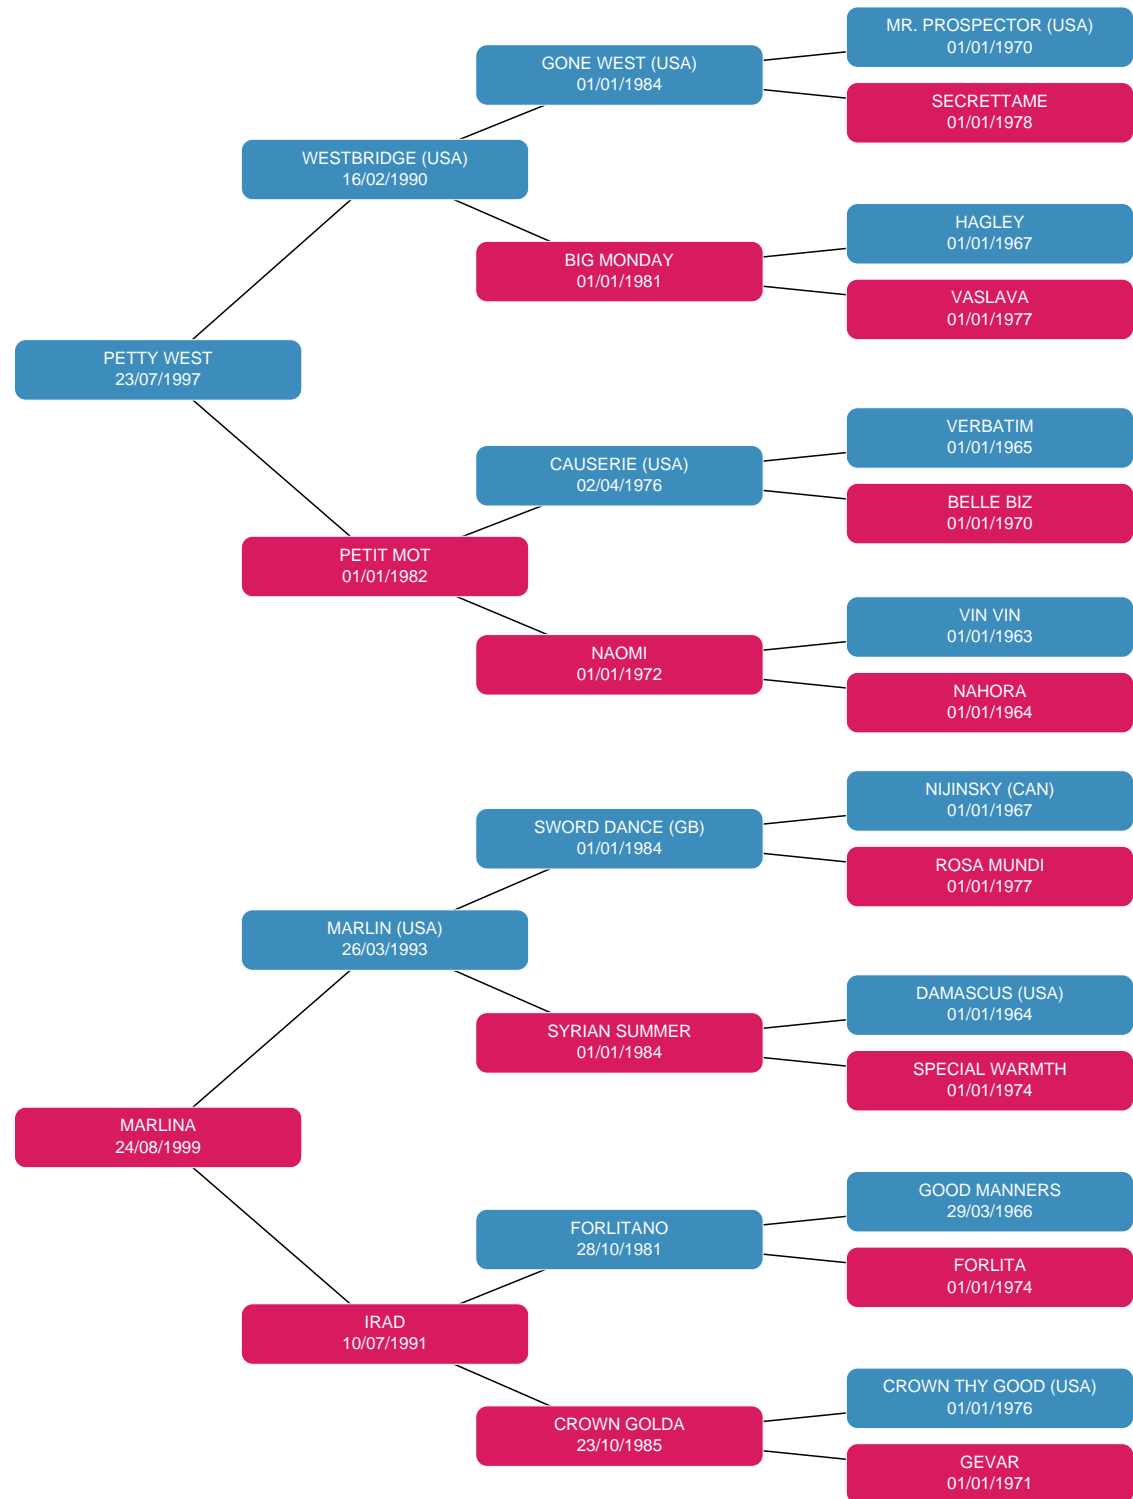 MR. PROSPECTOR (USA)
01/01/1970
GONE WEST (USA)
01/01/1984
SECRETTAME
01/01/1978
WESTBRIDGE (USA)
16/02/1990
HAGLEY
01/01/1967
BIG MONDAY
01/01/1981
VASLAVA
01/01/1977
PETTY WEST
23/07/1997
VERBATIM
01/01/1965
CAUSERIE (USA)
02/04/1976
BELLE BIZ
01/01/1970
PETIT MOT
01/01/1982
VIN VIN
01/01/1963
NAOMI
01/01/1972
NAHORA
01/01/1964
NIJINSKY (CAN)
01/01/1967
SWORD DANCE (GB)
01/01/1984
ROSA MUNDI
01/01/1977
MARLIN (USA)
26/03/1993
DAMASCUS (USA)
01/01/1964
SYRIAN SUMMER
01/01/1984
SPECIAL WARMTH
01/01/1974
MARLINA
24/08/1999
GOOD MANNERS
29/03/1966
FORLITANO
28/10/1981
FORLITA
01/01/1974
IRAD
10/07/1991
CROWN THY GOOD (USA)
01/01/1976
CROWN GOLDA
23/10/1985
GEVAR
01/01/1971